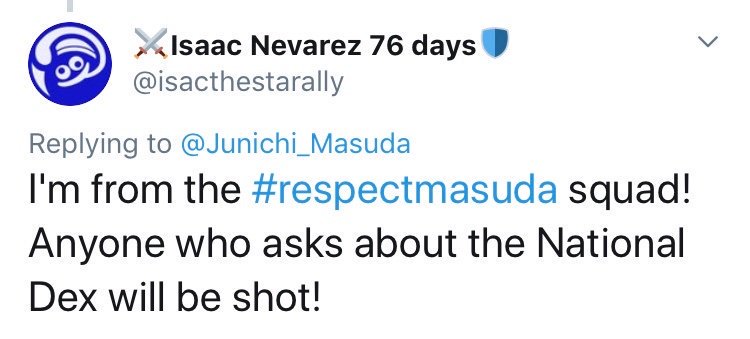 ⚔️Isaac Nevarez 76 days🛡️
@isacthestarally
Replying to @Junichi_Masuda
I'm from the #respectmasuda squad!
Anyone who asks about the National
Dex will be shot!